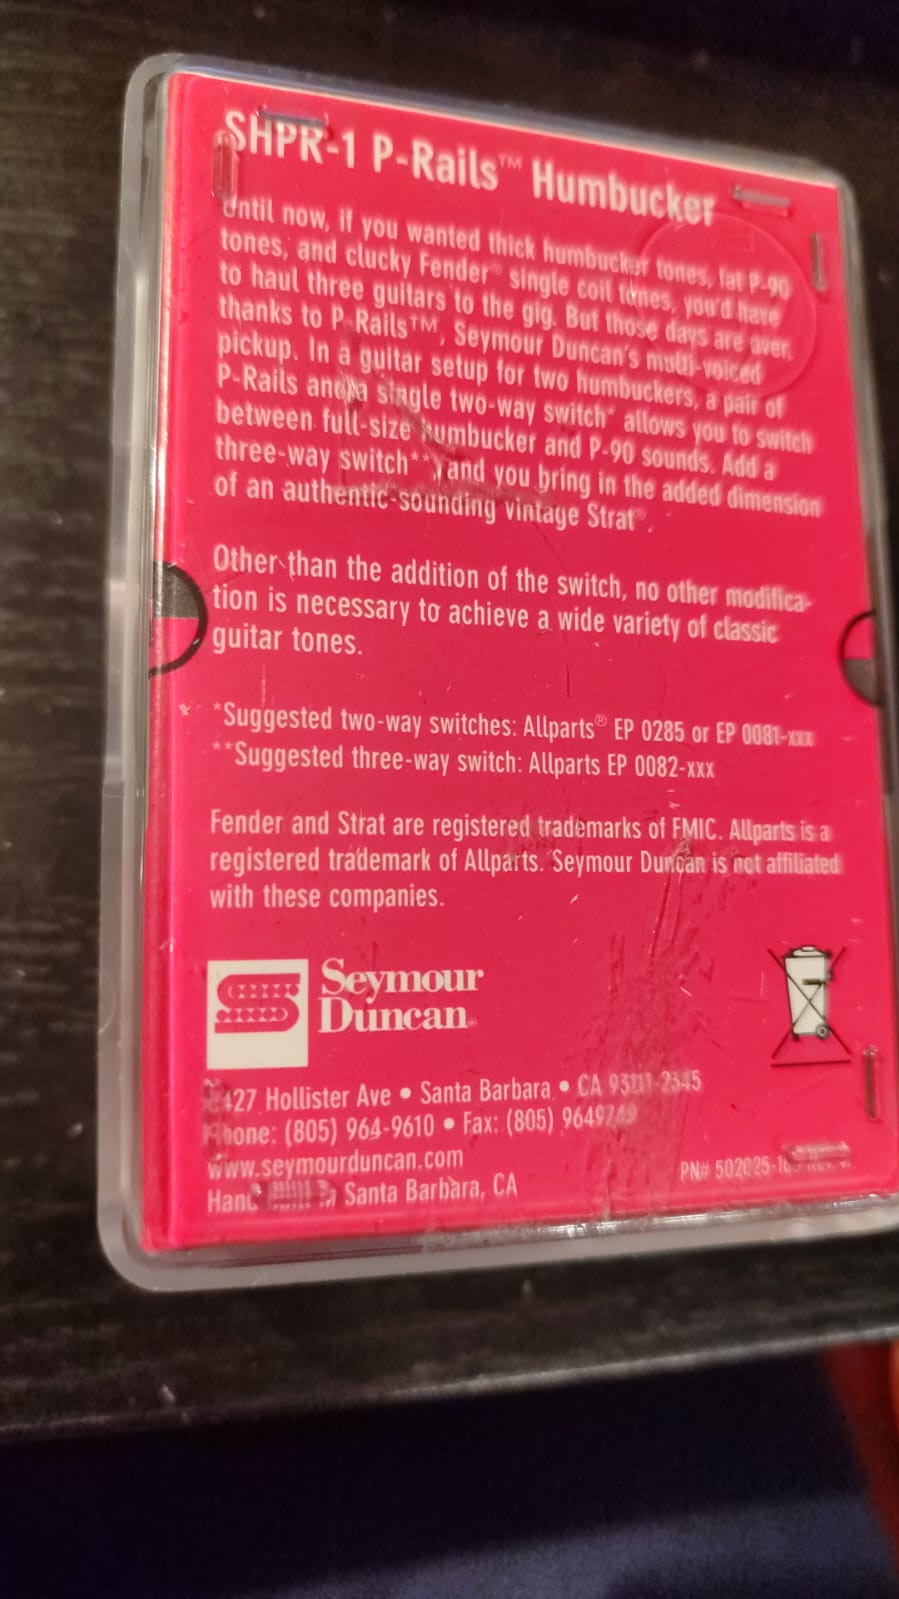 SHPR-1 P-Rails™ Humbucker
Until now, if you wanted thick humbucker tones, fat P-90
tones, and clucky Fender® single coil tones, you'd have
to haul three guitars to the gig. But those days are over,
thanks to P-Rails™, Seymour Duncan's multi-voiced
pickup. In a guitar setup for two humbuckers, a pair of
P-Rails and a single two-way switch* allows you to switch
between full-size humbucker and P-90 sounds. Add a
three-way switch**, and you bring in the added dimension
of an authentic-sounding vintage Strat®.
Other than the addition of the switch, no other modifica-
tion is necessary to achieve a wide variety of classic
guitar tones.
*Suggested two-way switches: Allparts® EP 0285 or EP 0081-xxx
**Suggested three-way switch: Allparts EP 0082-xxx
Fender and Strat are registered trademarks of FMIC. Allparts is a
registered trademark of Allparts. Seymour Duncan is not affiliated
with these companies.
Seymour
Duncan®
Hollister Ave • Santa Barbara • CA 93111-2345
Phone: (805) 964-9610 • Fax: (805)
www.seymourduncan.com
Santa Barbara, CA
PN# 502025-